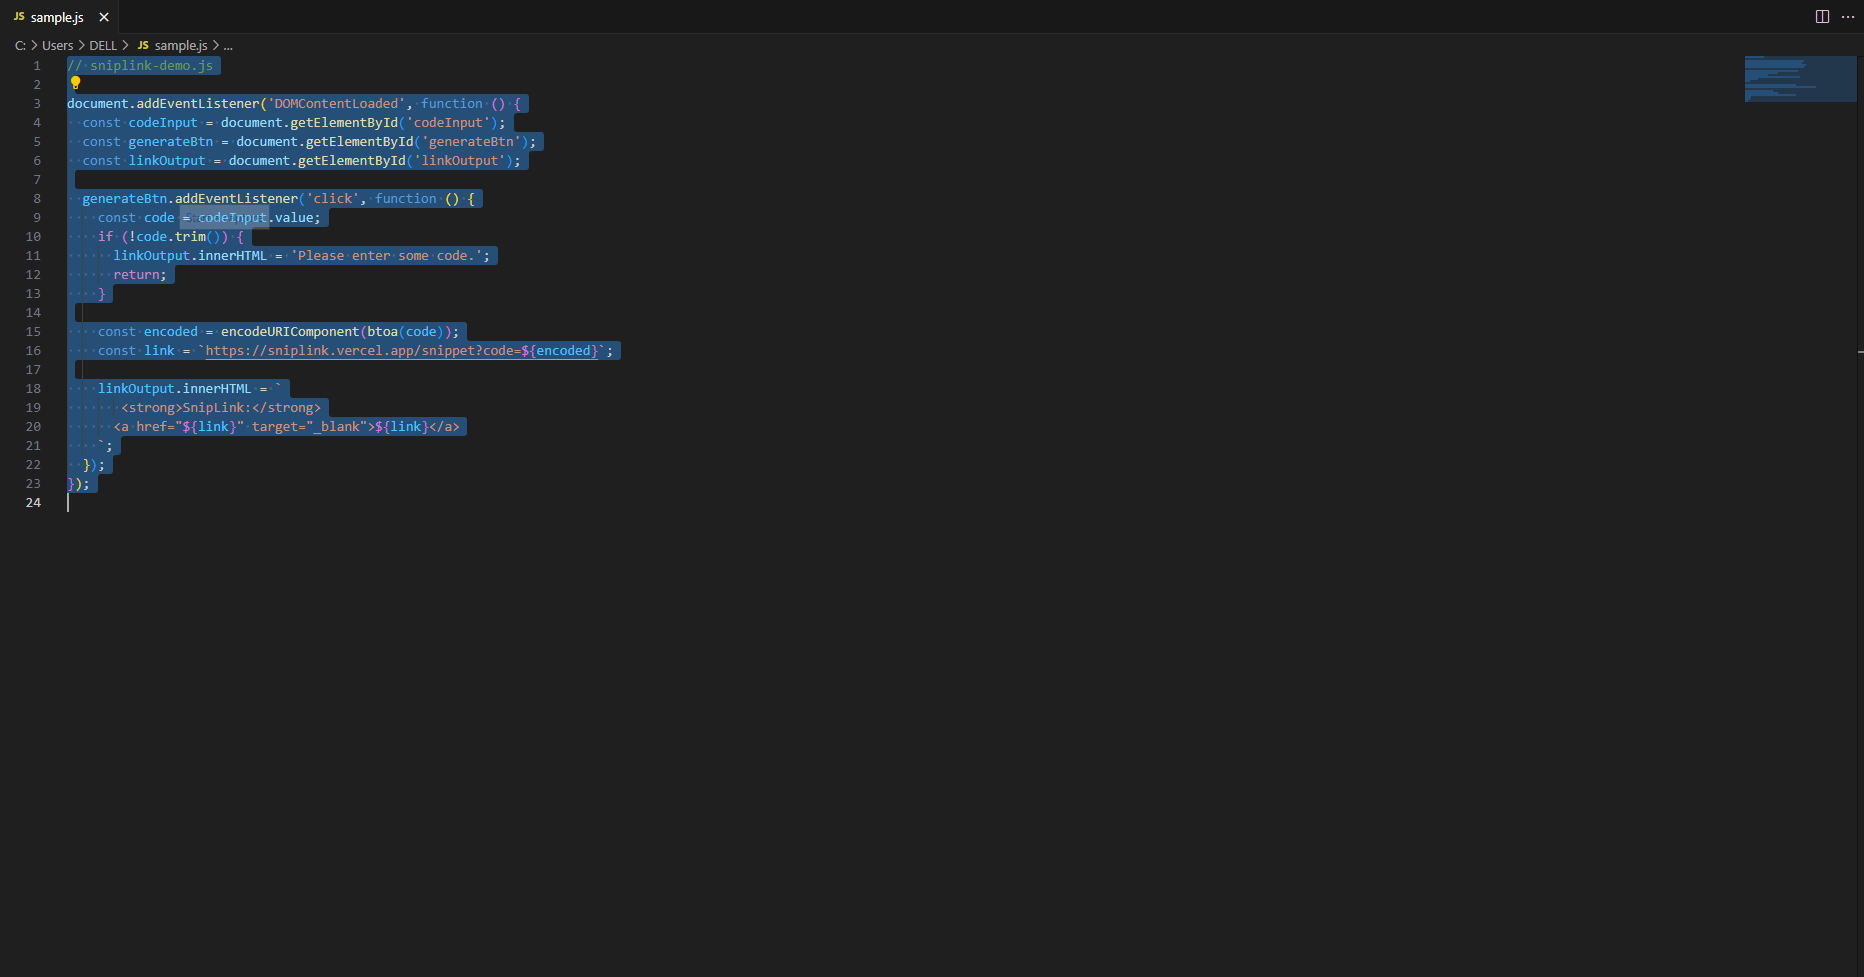 JS sample.js
C: > Users > DELL > JS sample.js > ...
1 // sniplink-demo.js
2
3 document.addEventListener('DOMContentLoaded', function () {
4   const codeInput = document.getElementById('codeInput');
5   const generateBtn = document.getElementById('generateBtn');
6   const linkOutput = document.getElementById('linkOutput');
7
8   generateBtn.addEventListener('click', function () {
9     const code = codeInput.value;
10     if (!code.trim()) {
11       linkOutput.innerHTML = 'Please enter some code.';
12       return;
13     }
14
15     const encoded = encodeURIComponent(btoa(code));
16     const link = `https://sniplink.vercel.app/snippet?code=${encoded}`;
17
18     linkOutput.innerHTML = `
19        <strong>SnipLink:</strong>
20       <a href="${link}" target="_blank">${link}</a>
21     `;
22   });
23 });
24